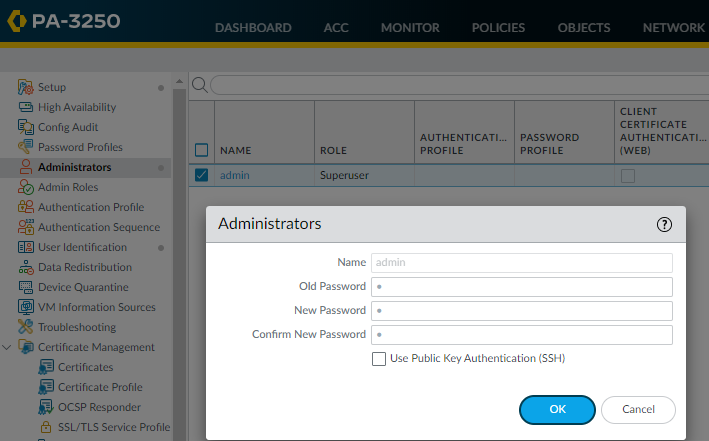 PA-3250
DASHBOARD ACC MONITOR POLICIES OBJECTS NETWORK
Setup
High Availability
Config Audit
Password Profiles
Administrators
Admin Roles
Authentication Profile
Authentication Sequence
User Identification
Data Redistribution
Device Quarantine
VM Information Sources
Troubleshooting
Certificate Management
Certificates
Certificate Profile
OCSP Responder
SSL/TLS Service Profile
NAME
ROLE
AUTHENTICATI...
PROFILE
PASSWORD
PROFILE
CLIENT
CERTIFICATE
AUTHENTICATI...
(WEB)
admin Superuser
Administrators
Name admin
Old Password
New Password
Confirm New Password
Use Public Key Authentication (SSH)
OK Cancel